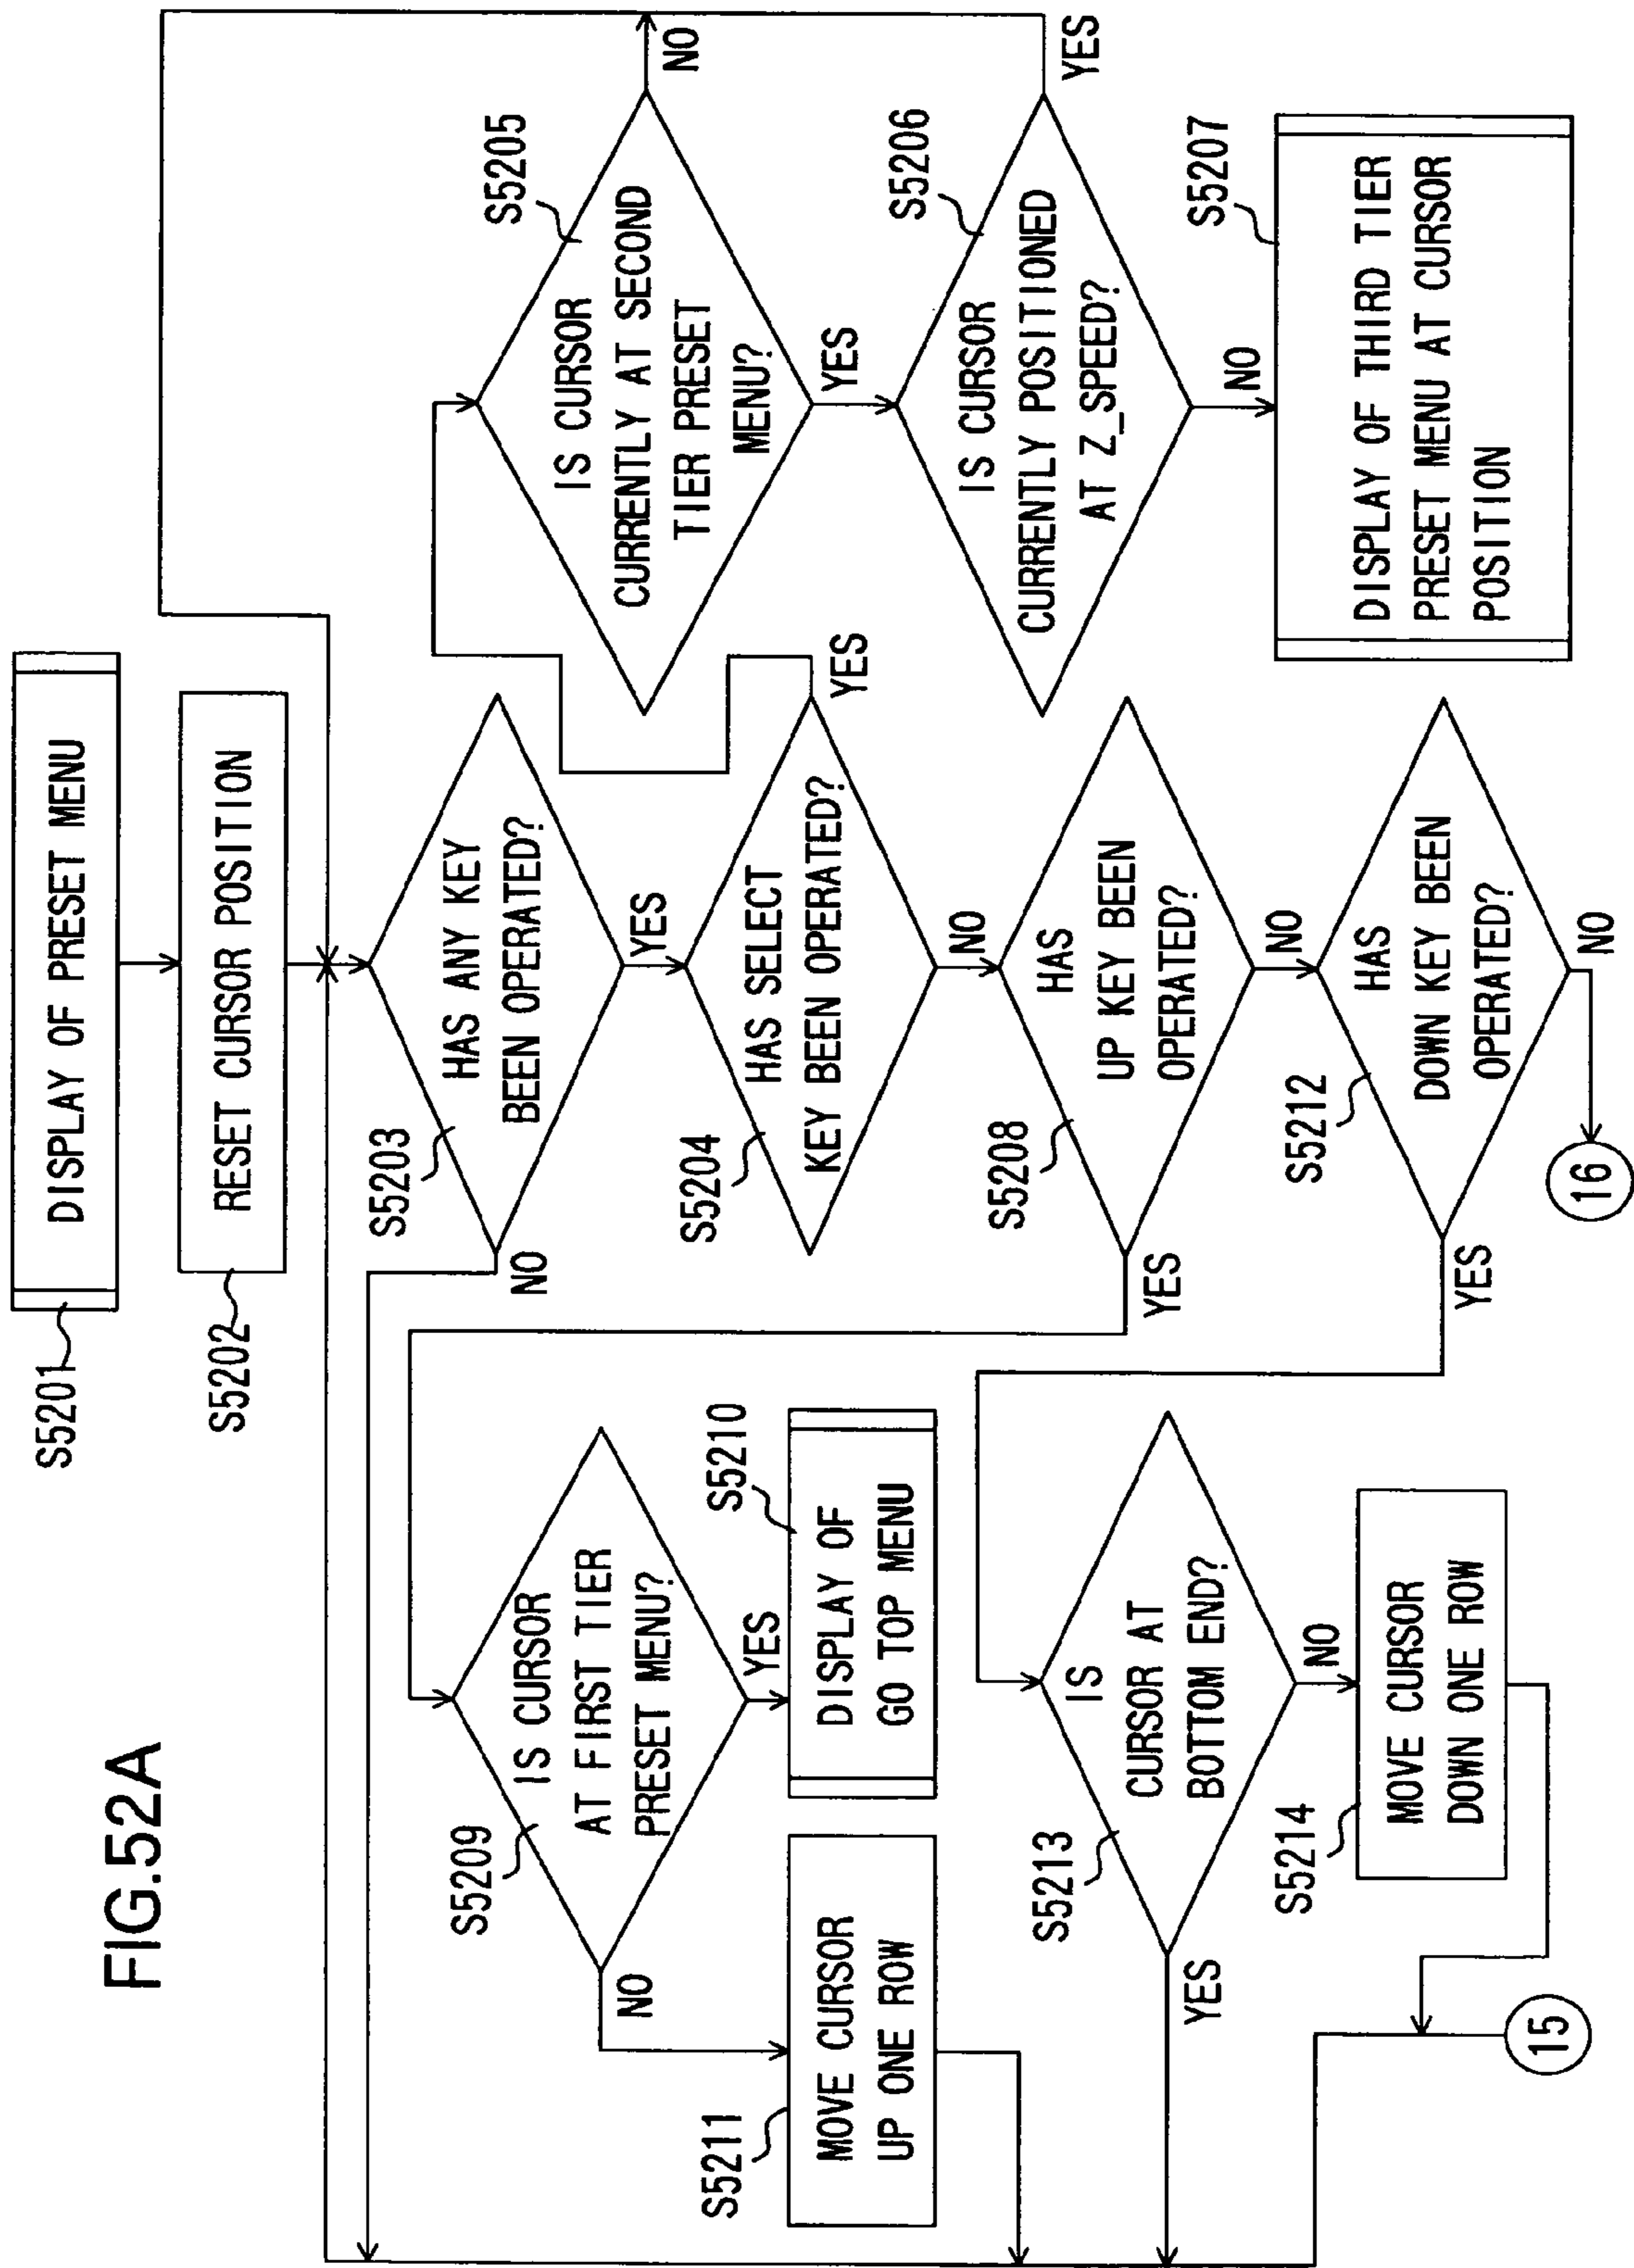 FIG.52A
S5201
DISPLAY OF PRESET MENU
S5202
RESET CURSOR POSITION
S5203
HAS ANY KEY
BEEN OPERATED?
NO
YES
S5204
HAS SELECT
KEY BEEN OPERATED?
YES
NO
S5205
IS CURSOR
CURRENTLY AT SECOND
TIER PRESET
MENU?
NO
YES
S5206
IS CURSOR
CURRENTLY POSITIONED
AT Z_SPEED?
YES
NO
S5207
DISPLAY OF THIRD TIER
PRESET MENU AT CURSOR
POSITION
S5208
HAS
UP KEY BEEN
OPERATED?
YES
NO
S5209
IS CURSOR
AT FIRST TIER
PRESET MENU?
NO
YES
S5210
DISPLAY OF
GO TOP MENU
S5211
MOVE CURSOR
UP ONE ROW
S5212
HAS
DOWN KEY BEEN
OPERATED?
YES
NO
16
S5213
IS
CURSOR AT
BOTTOM END?
YES
NO
S5214
MOVE CURSOR
DOWN ONE ROW
15